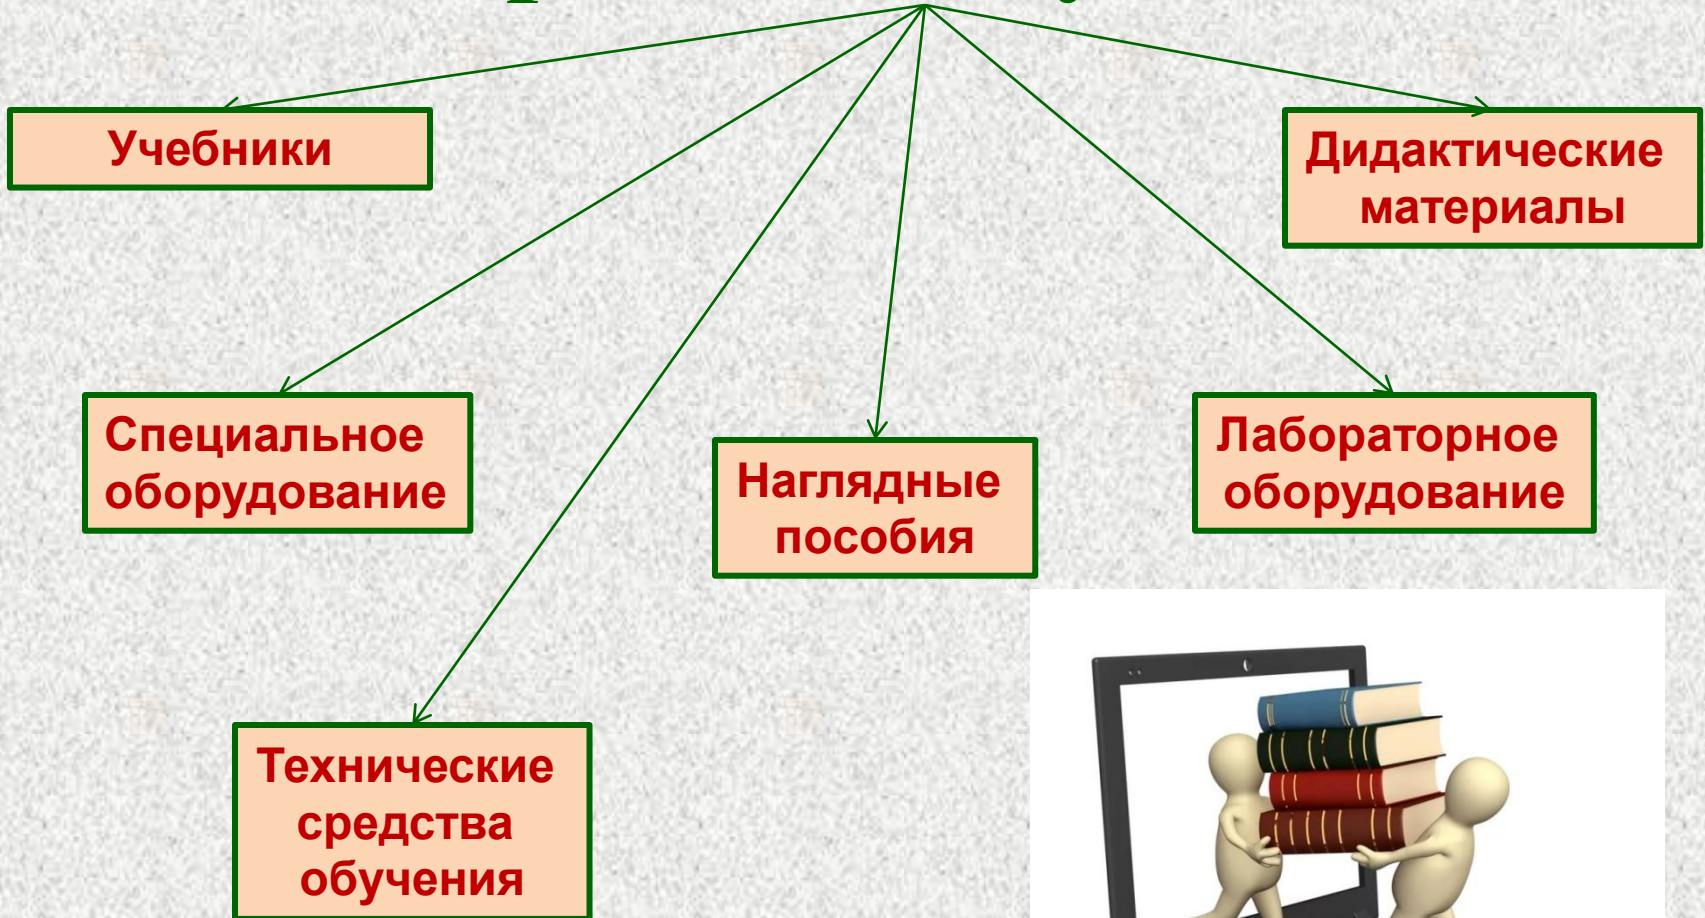 Учебники
Дидактические
материалы
Специальное
оборудование
Наглядные
пособия
Лабораторное
оборудование
Технические
средства
обучения